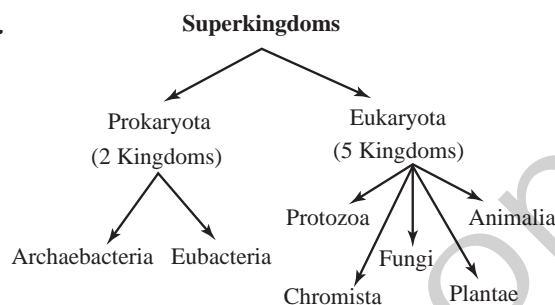 Superkingdoms
Prokaryota
(2 Kingdoms)
Eukaryota
(5 Kingdoms)
Archaebacteria
Eubacteria
Protozoa
Chromista
Fungi
Plantae
Animalia